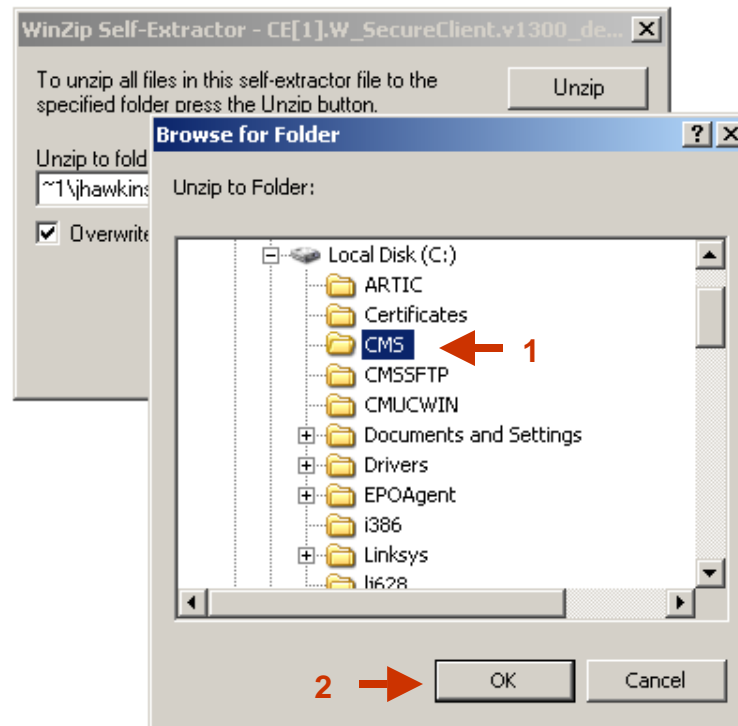 WinZip Self-Extractor - CE[1].W_SecureClient.v1300_de...
To unzip all files in this self-extractor file to the
specified folder press the Unzip button.
Unzip
Browse for Folder
Unzip to fold
~1\jhawkins
Overwrite
Unzip to Folder:
Local Disk (C:)
ARTIC
Certificates
CMS
1
CMSSFTP
CMUCWIN
Documents and Settings
Drivers
EPOAgent
i386
Linksys
2
OK
Cancel